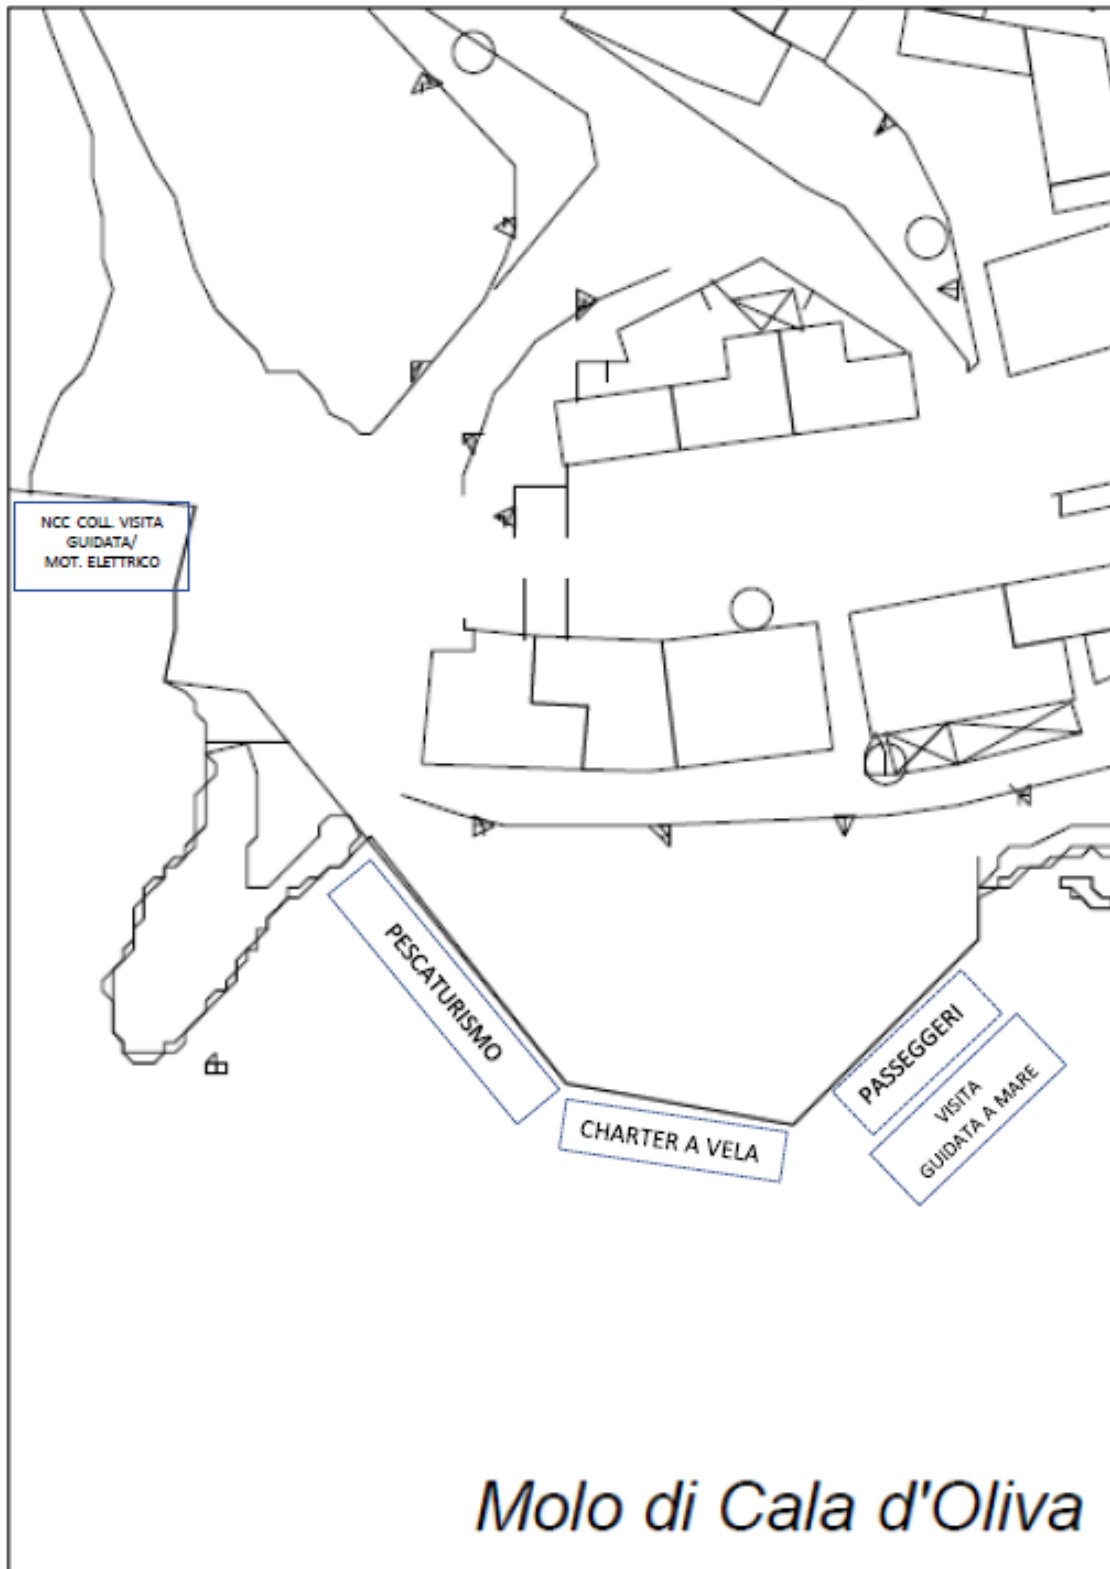 NCC COLL. VISITA
GUIDATA/
MOT. ELETTRICO
PESCATURISMO
CHARTER A VELA
PASSEGGERI
VISITA
GUIDATA A MARE
Molo di Cala d'Oliva